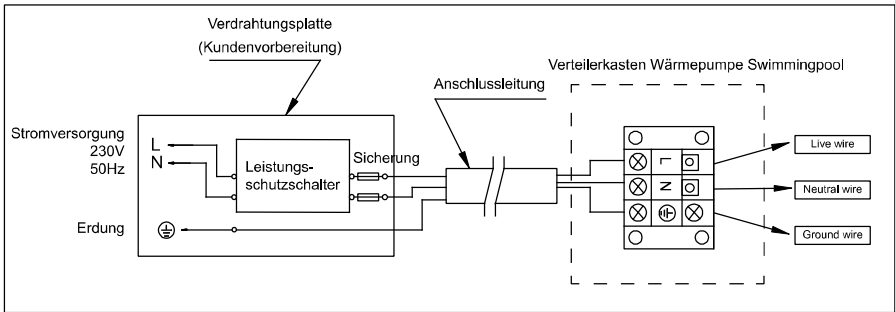 Verdrahtungsplatte
(Kundenvorbereitung)
Verteilerkasten Wärmepumpe Swimmingpool
Anschlussleitung
Stromversorgung
230V
50Hz
L
N
Leistungs-
schutzschalter
Sicherung
Erdung
L
N
Live wire
Neutral wire
Ground wire